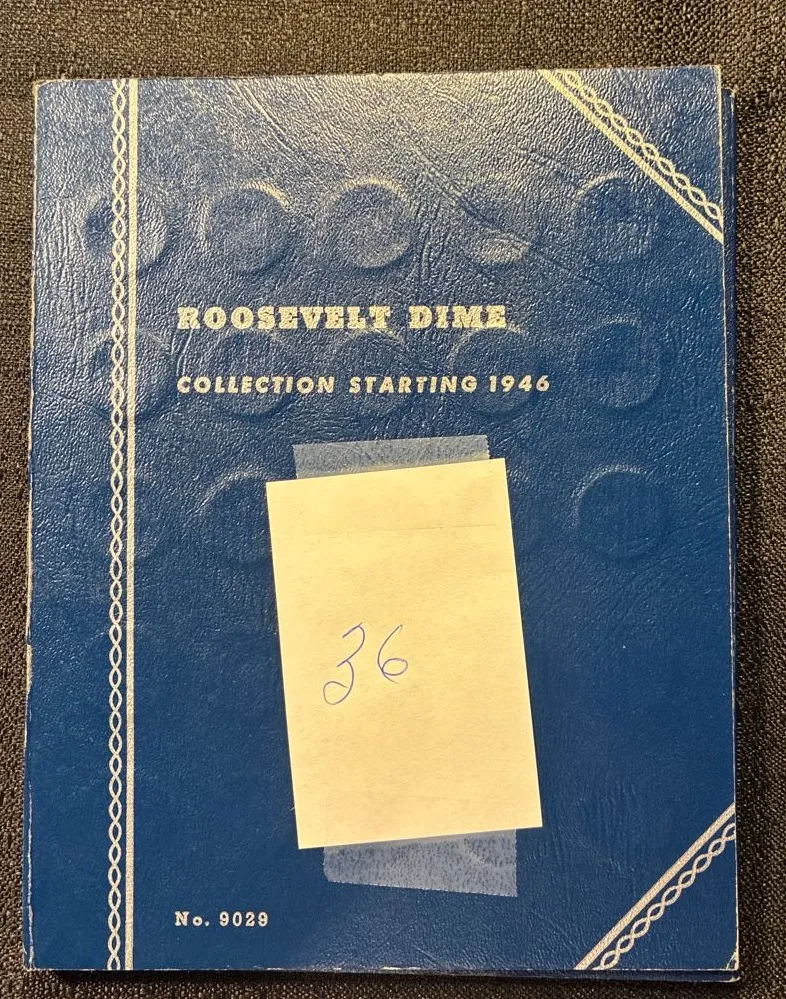 ROOSEVELT DIME
COLLECTION STARTING 1946
36
No. 9029